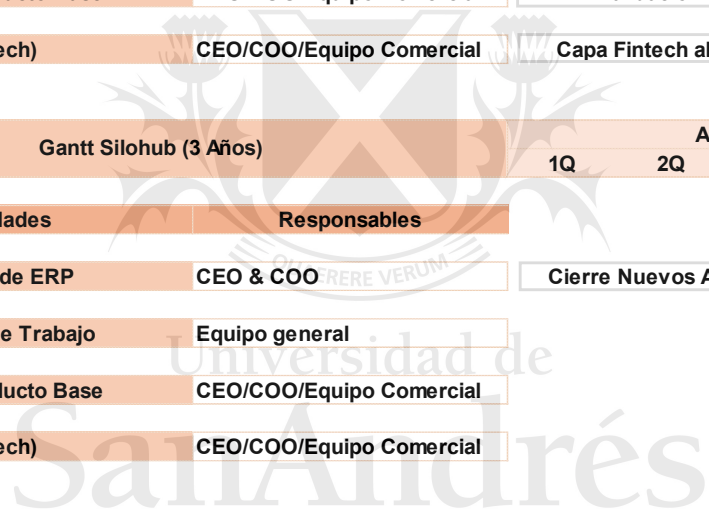 ech) CEO/COO/Equipo Comercial Capa Fintech al
Gantt Silohub (3 Años) A
1Q 2Q
dades Responsables
de ERP CEO & COO Cierre Nuevos A
e Trabajo Equipo general
ducto Base CEO/COO/Equipo Comercial
ech) CEO/COO/Equipo Comercial
QUAERERE VERUM
Universidad de
SanAndrés